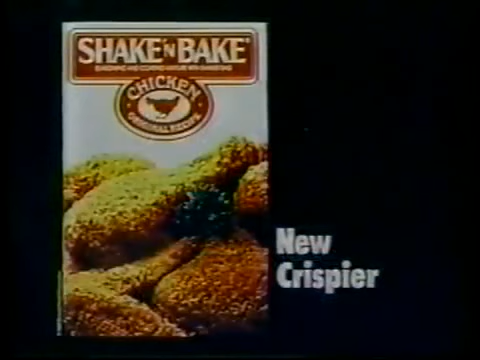 SHAKE 'N BAKE®
CHICKEN
ORIGINAL RECIPE
New
Crispier